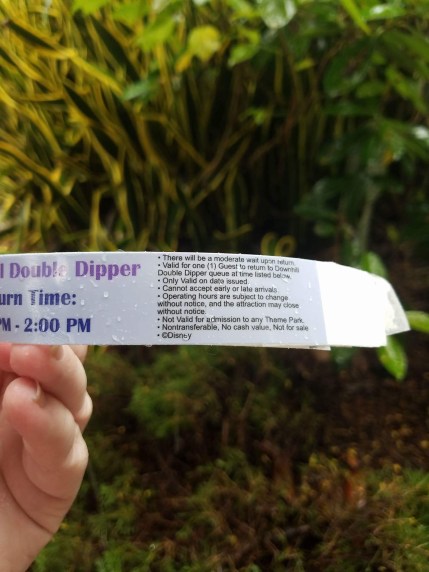 l Double Dipper
urn Time:
PM - 2:00 PM
• There will be a moderate wait upon return.
• Valid for one (1) Guest to return to Downhill
Double Dipper queue at time listed below.
• Only Valid on date issued.
• Cannot accept early or late arrivals.
• Operating hours are subject to change
without notice, and the attraction may close
without notice.
• Not Valid for admission to any Theme Park.
• Nontransferable, No cash value, Not for sale
• ©Disney